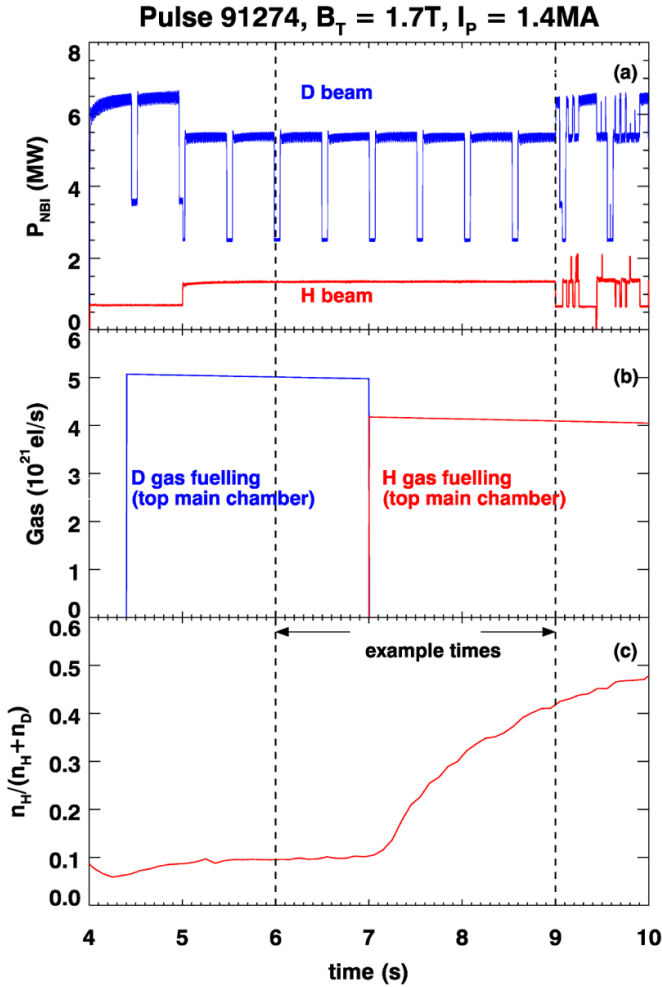 Pulse 91274, B_T = 1.7T, I_P = 1.4MA
8
(a)
D beam
6
P_NBI (MW)
4
2
H beam
0
6
(b)
5
4
D gas fuelling
(top main chamber)
H gas fuelling
(top main chamber)
Gas (10^21 el/s)
3
2
1
0
0.6
example times
(c)
0.5
0.4
n_H/(n_H+n_D)
0.3
0.2
0.1
0.0
4 5 6 7 8 9 10
time (s)